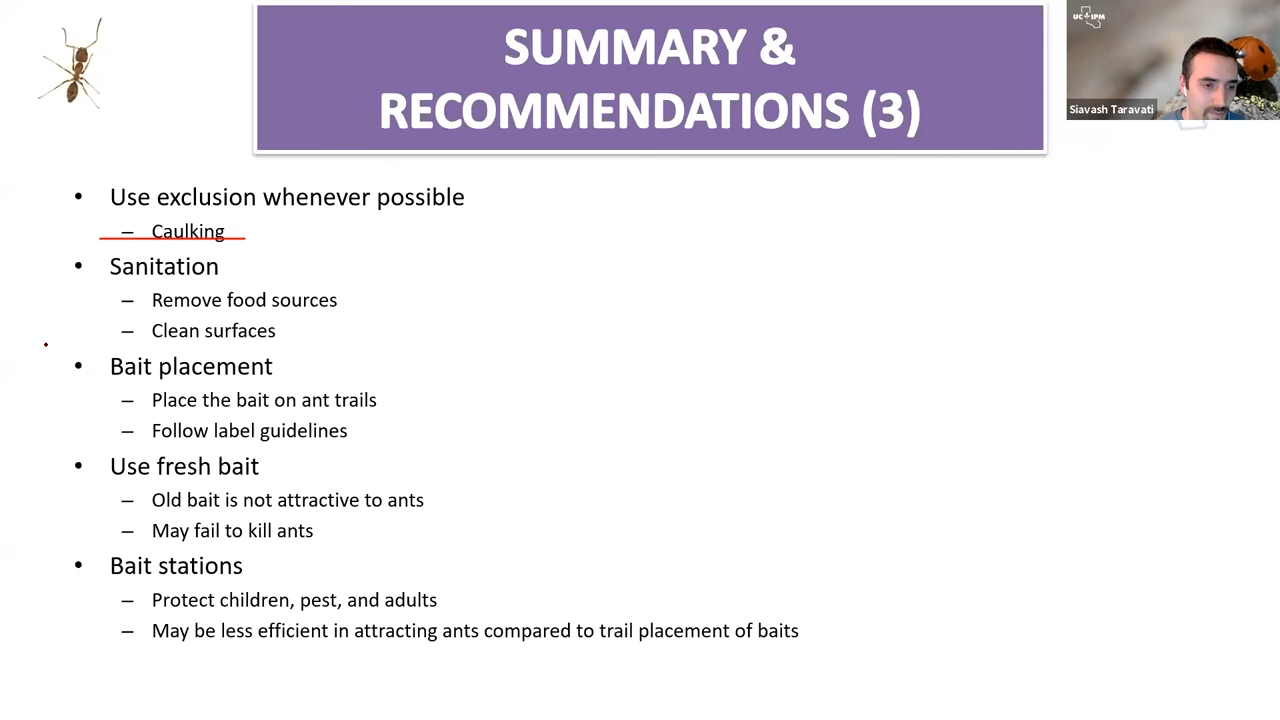 SUMMARY &
RECOMMENDATIONS (3)
UC IPM
Siavash Taravati
• Use exclusion whenever possible
– Caulking
• Sanitation
– Remove food sources
– Clean surfaces
• Bait placement
– Place the bait on ant trails
– Follow label guidelines
• Use fresh bait
– Old bait is not attractive to ants
– May fail to kill ants
• Bait stations
– Protect children, pest, and adults
– May be less efficient in attracting ants compared to trail placement of baits